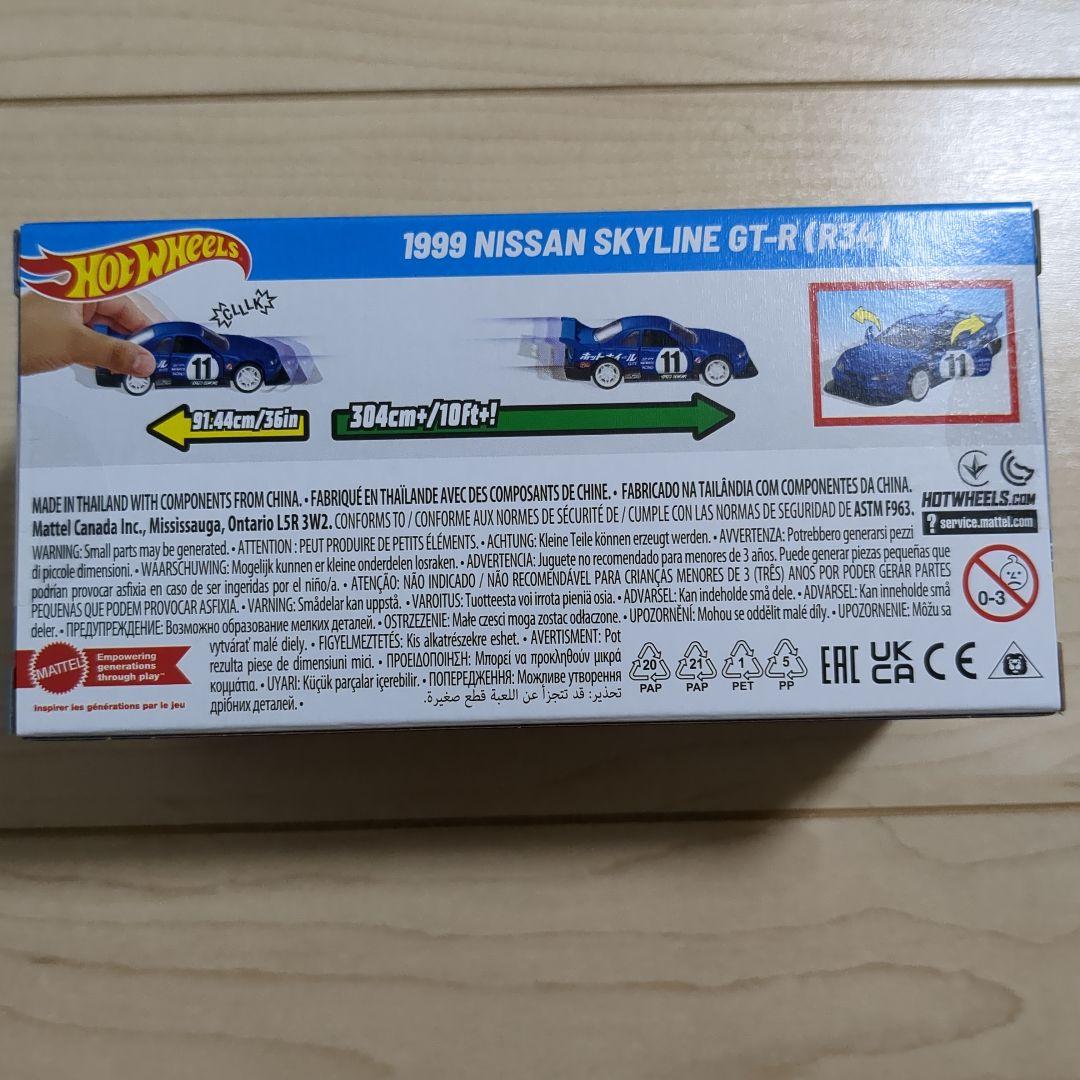 HOT WHEELS
1999 NISSAN SKYLINE GT-R (R34)
CLLLK
11
ホットホイール
11
11
91.44cm/36in
304cm+/10ft+!
MADE IN THAILAND WITH COMPONENTS FROM CHINA. • FABRIQUÉ EN THAÏLANDE AVEC DES COMPOSANTS DE CHINE. • FABRICADO NA TAILÂNDIA COM COMPONENTES DA CHINA.
Mattel Canada Inc., Mississauga, Ontario L5R 3W2. CONFORMS TO / CONFORME AUX NORMES DE SÉCURITÉ DE / CUMPLE CON LAS NORMAS DE SEGURIDAD DE ASTM F963.
HOTWHEELS.COM
? service.mattel.com
WARNING: Small parts may be generated. • ATTENTION : PEUT PRODUIRE DE PETITS ÉLÉMENTS. • ACHTUNG: Kleine Teile können erzeugt werden. • AVVERTENZA: Potrebbero generarsi pezzi
di piccole dimensioni. • WAARSCHUWING: Mogelijk kunnen er kleine onderdelen losraken. • ADVERTENCIA: Juguete no recomendado para menores de 3 años. Puede generar piezas pequeñas que
podrían provocar asfixia en caso de ser ingeridas por el niño/a. • ATENÇÃO: NÃO INDICADO / NÃO RECOMENDÁVEL PARA CRIANÇAS MENORES DE 3 (TRÊS) ANOS POR PODER GERAR PARTES
PEQUENAS QUE PODEM PROVOCAR ASFIXIA. • VARNING: Smådelar kan uppstå. • VAROITUS: Tuotteesta voi irrota pieniä osia. • ADVARSEL: Kan indeholde små dele. • ADVARSEL: Kan inneholde små
deler. • ПРЕДУПРЕЖДЕНИЕ: Возможно образование мелких деталей. • OSTRZEŻENIE: Małe części mogą zostać odłączone. • UPOZORNĚNÍ: Mohou se oddělit malé díly. • UPOZORNENIE: Môžu sa
vytvárať malé diely. • FIGYELMEZTETÉS: Kis alkatrészekre eshet. • AVERTISMENT: Pot
rezulta piese de dimensiuni mici. • ΠΡΟΕΙΔΟΠΟΙΗΣΗ: Μπορεί να προκληθούν μικρά
κομμάτια. • UYARI: Küçük parçalar içerebilir. • ПОПЕРЕДЖЕННЯ: Можливе утворення
дрібних деталей. • تحذير: قد تتجزأ عن اللعبة قطع صغيرة.
0-3
MATTEL
Empowering
generations
through play™
Inspirer les générations par le jeu
20
PAP
21
PAP
1
PET
5
PP
EAC
UK
CA
CE